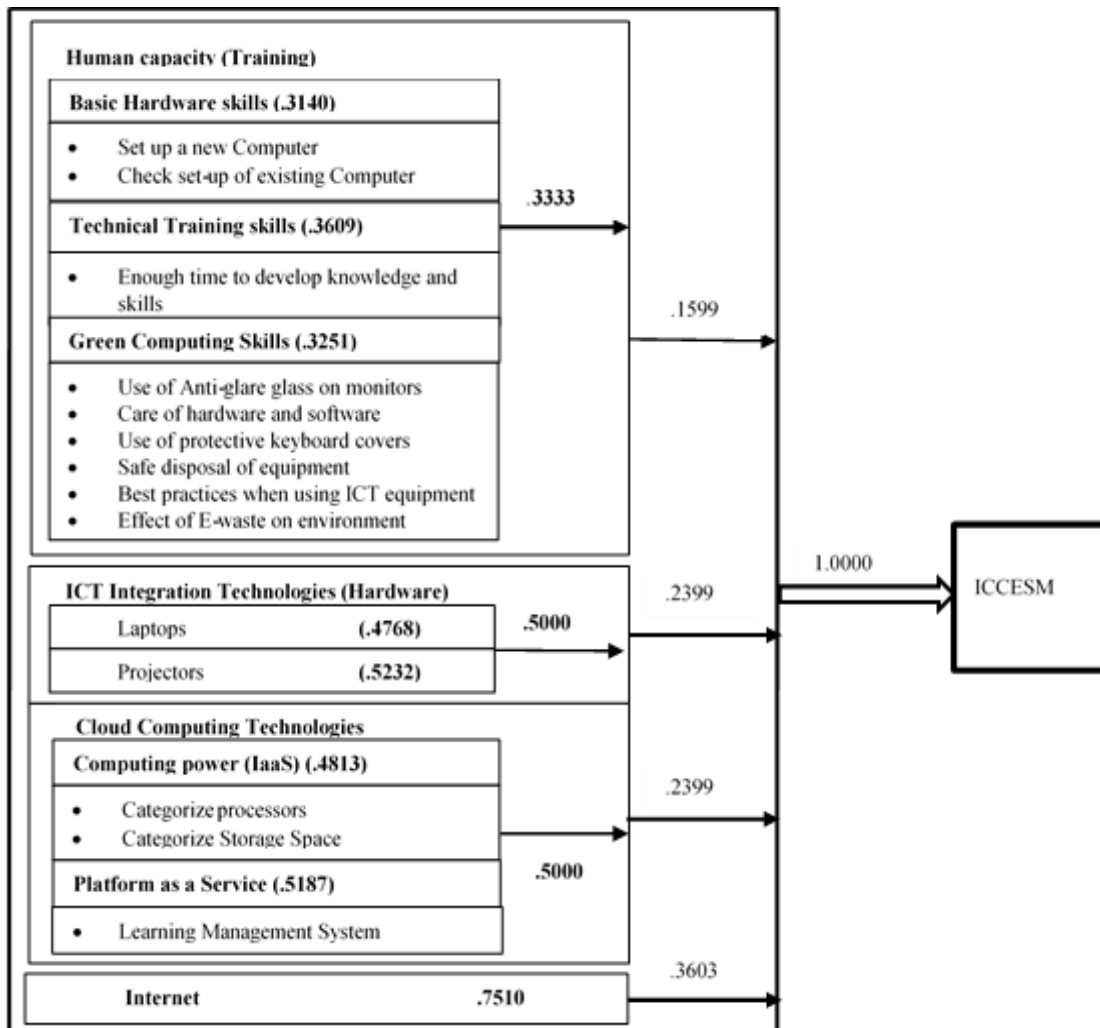 Human capacity (Training)
Basic Hardware skills (.3140)
• Set up a new Computer
• Check set-up of existing Computer
.3333
Technical Training skills (.3609)
• Enough time to develop knowledge and
skills
.1599
Green Computing Skills (.3251)
• Use of Anti-glare glass on monitors
• Care of hardware and software
• Use of protective keyboard covers
• Safe disposal of equipment
• Best practices when using ICT equipment
• Effect of E-waste on environment
1.0000
ICCESM
ICT Integration Technologies (Hardware)
.2399
Laptops (.4768)
.5000
Projectors (.5232)
Cloud Computing Technologies
Computing power (IaaS) (.4813)
.2399
• Categorize processors
• Categorize Storage Space
.5000
Platform as a Service (.5187)
• Learning Management System
.3603
Internet .7510